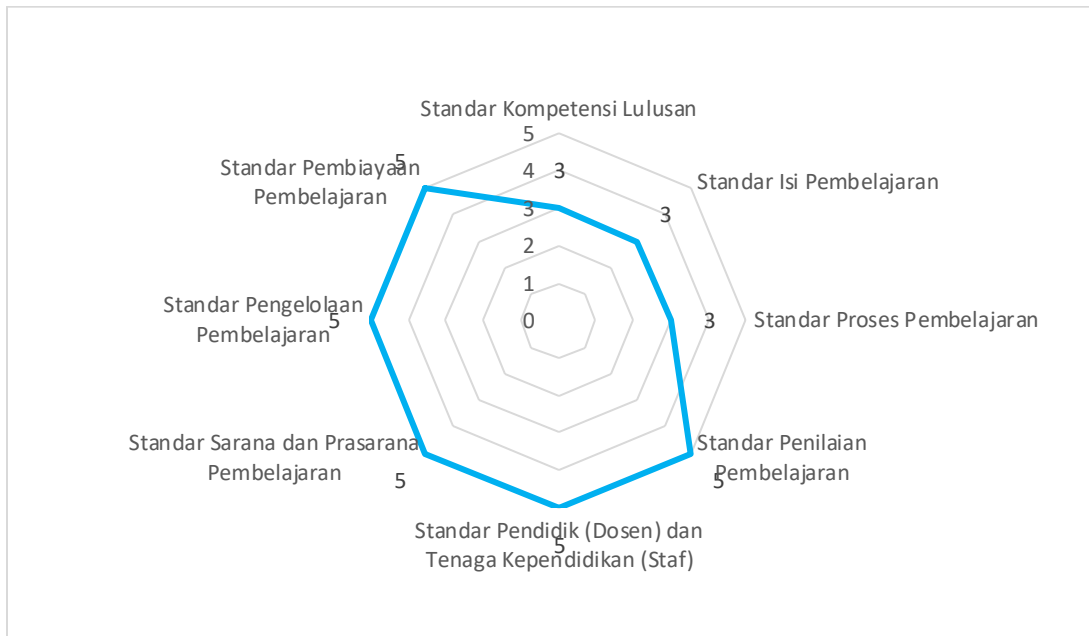 Standar Kompetensi Lulusan
5
5
Standar Pembiayaan
Pembelajaran
4
3
Standar Isi Pembelajaran
3
3
2
1
Standar Pengelolaan
Pembelajaran
5
0
3
Standar Proses Pembelajaran
Standar Sarana dan Prasarana
Pembelajaran
5
Standar Penilaian
Pembelajaran
5
Standar Pendidik (Dosen) dan
Tenaga Kependidikan (Staf)
5